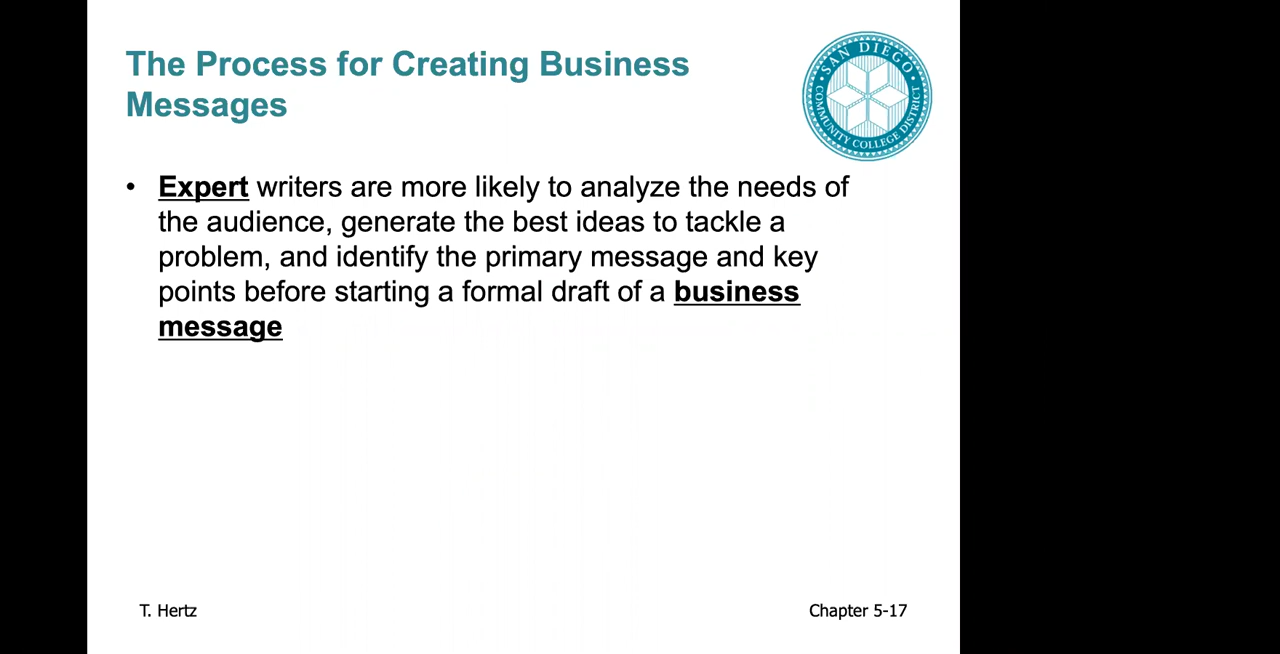 The Process for Creating Business
Messages
SAN DIEGO
COMMUNITY COLLEGE DISTRICT
• Expert writers are more likely to analyze the needs of
the audience, generate the best ideas to tackle a
problem, and identify the primary message and key
points before starting a formal draft of a business
message
T. Hertz
Chapter 5-17